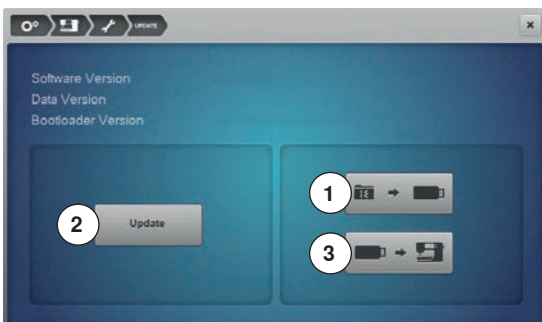 UPDATE
Software Version
Data Version
Bootloader Version
1
2
Update
3